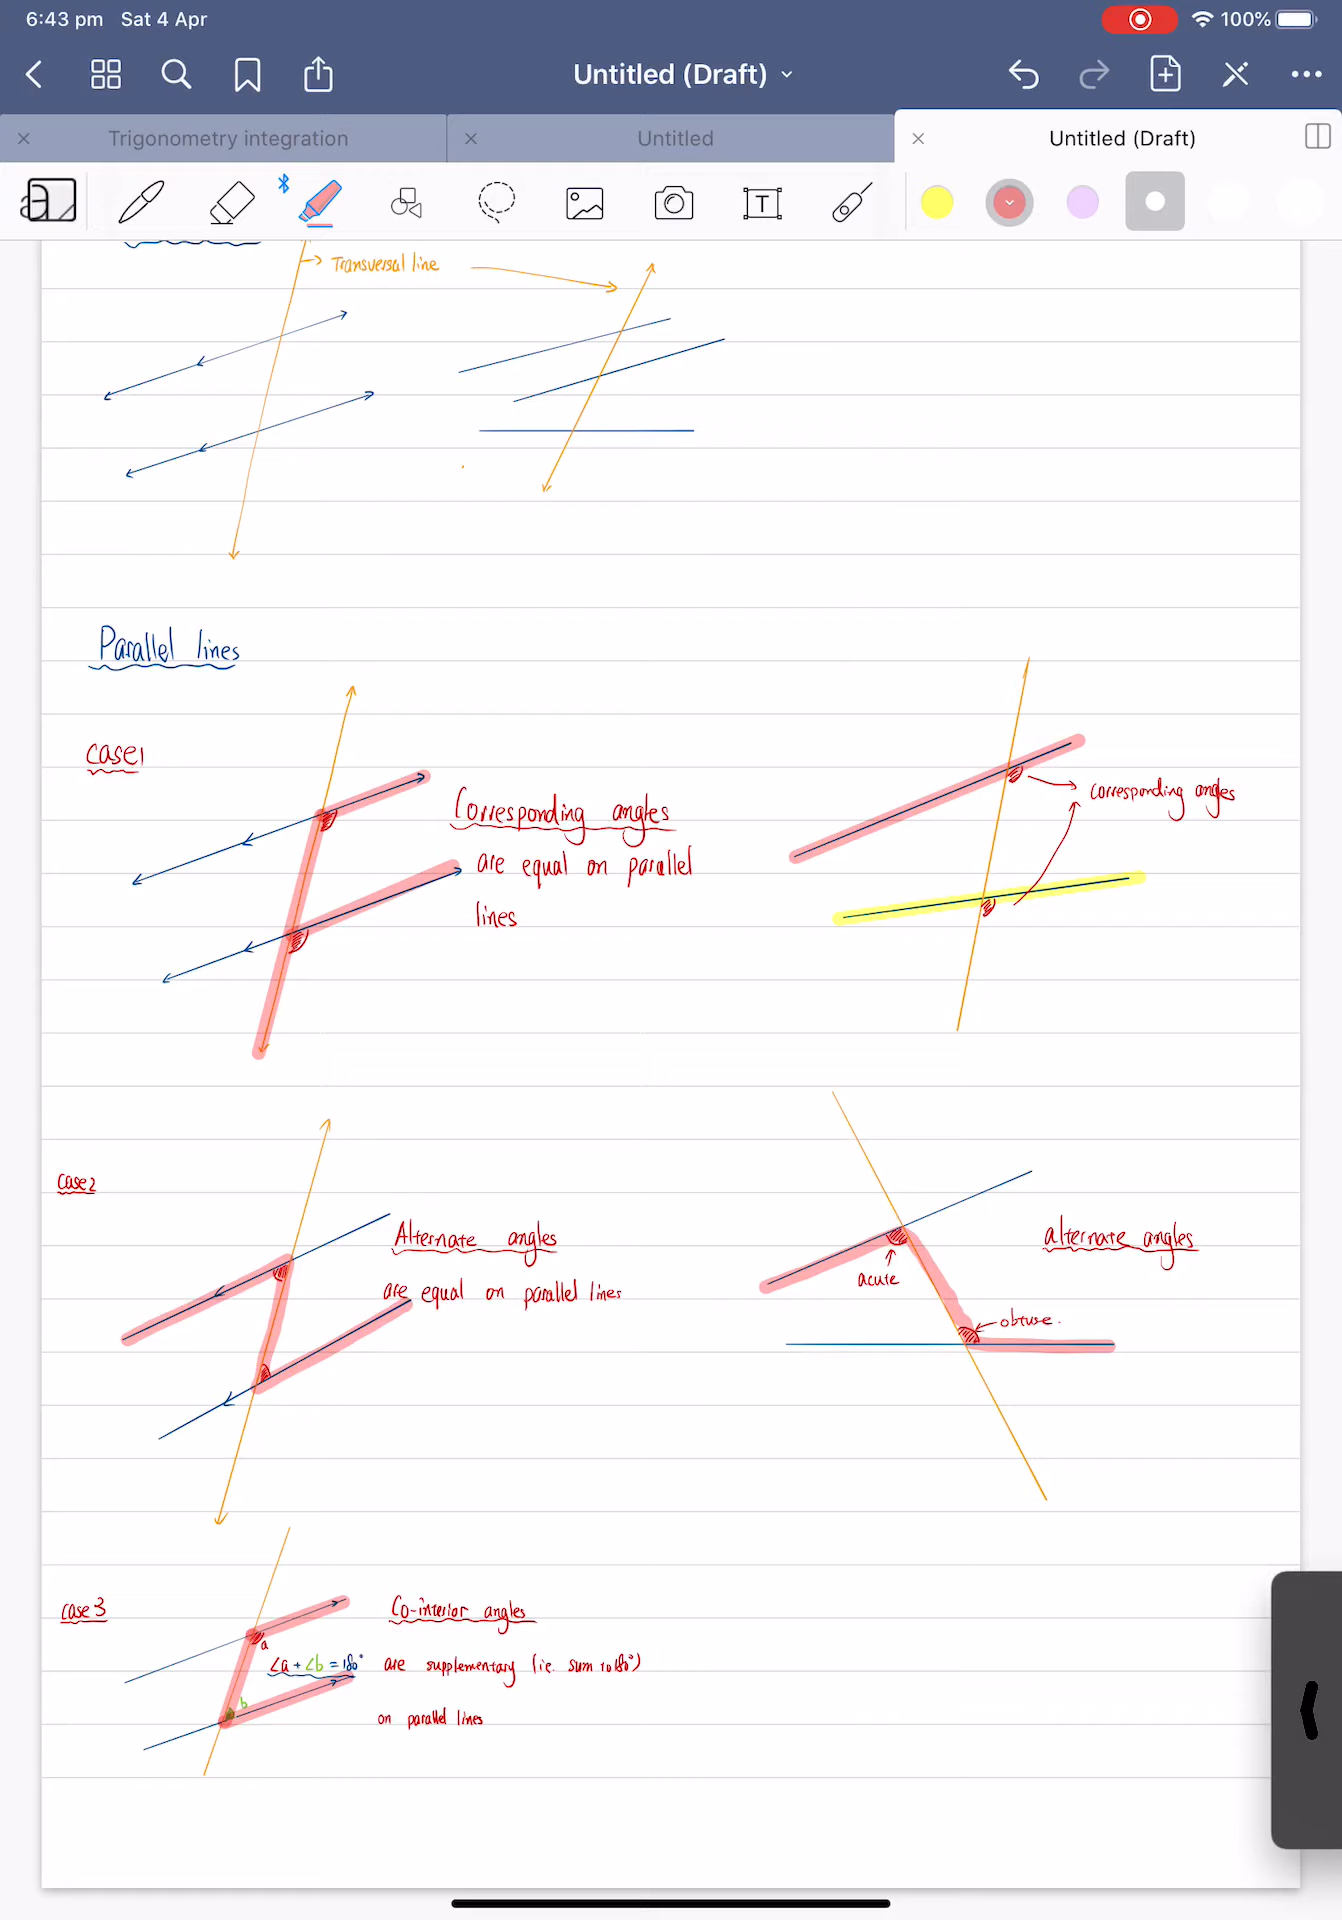 6:43 pm Sat 4 Apr
100%
Untitled (Draft)
Trigonometry integration
Untitled
Untitled (Draft)
T
Transversal line
Parallel lines
case1
Corresponding angles
are equal on parallel
lines
corresponding angles
case2
Alternate angles
are equal on parallel lines
alternate angles
acute
obtuse.
case 3
Co-interior angles
a
∠a + ∠b = 180°
are supplementary (ie. sum to 180°)
b
on parallel lines